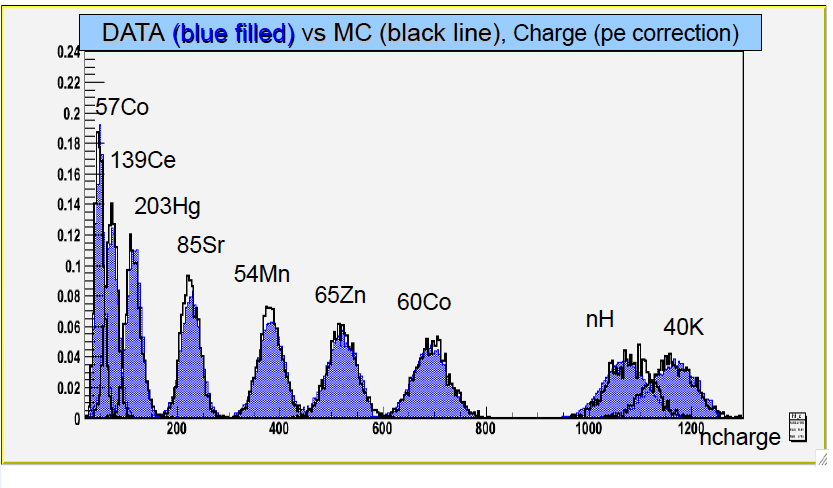 DATA (blue filled) vs MC (black line), Charge (pe correction)
0.24
0.22
0.2
0.18
0.16
0.14
0.12
0.1
0.08
0.06
0.04
0.02
0
57Co
139Ce
203Hg
85Sr
54Mn
65Zn
60Co
nH
40K
200 400 600 800 1000 1200
ncharge